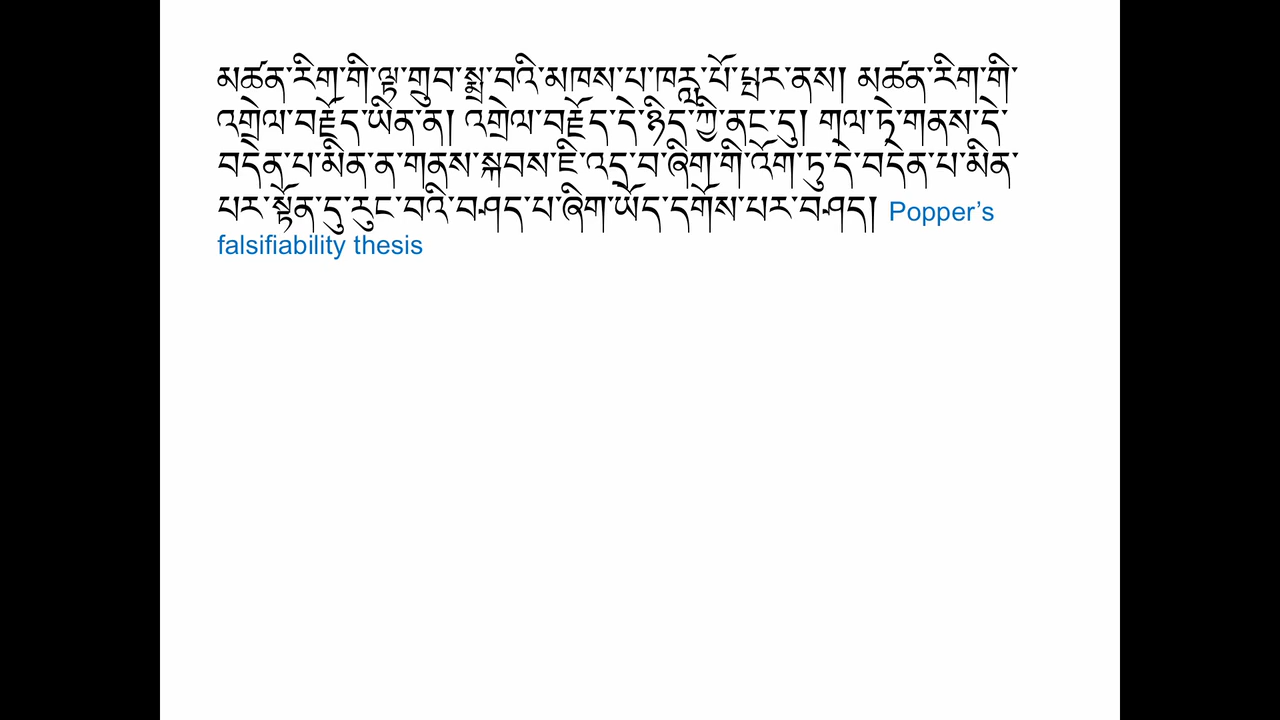 མཚན་རིག་གི་ལྟ་གྲུབ་སྨྲ་བའི་མཁས་པ་ཁརླ་པོ་སྤར་ནས། མཚན་རིག་གི་
འགྲེལ་བརྗོད་ཡིན་ན། འགྲེལ་བརྗོད་དེ་ཉིད་ཀྱི་ནང་དུ། གལ་ཏེ་གནས་དེ་
བདེན་པ་མིན་ན་གནས་སྐབས་ཇི་འདྲ་བ་ཞིག་གི་འོག་ཏུ་དེ་བདེན་པ་མིན་
པར་སྟོན་དུ་རུང་བའི་བཤད་པ་ཞིག་ཡོད་དགོས་པར་བཤད། Popper’s
falsifiability thesis